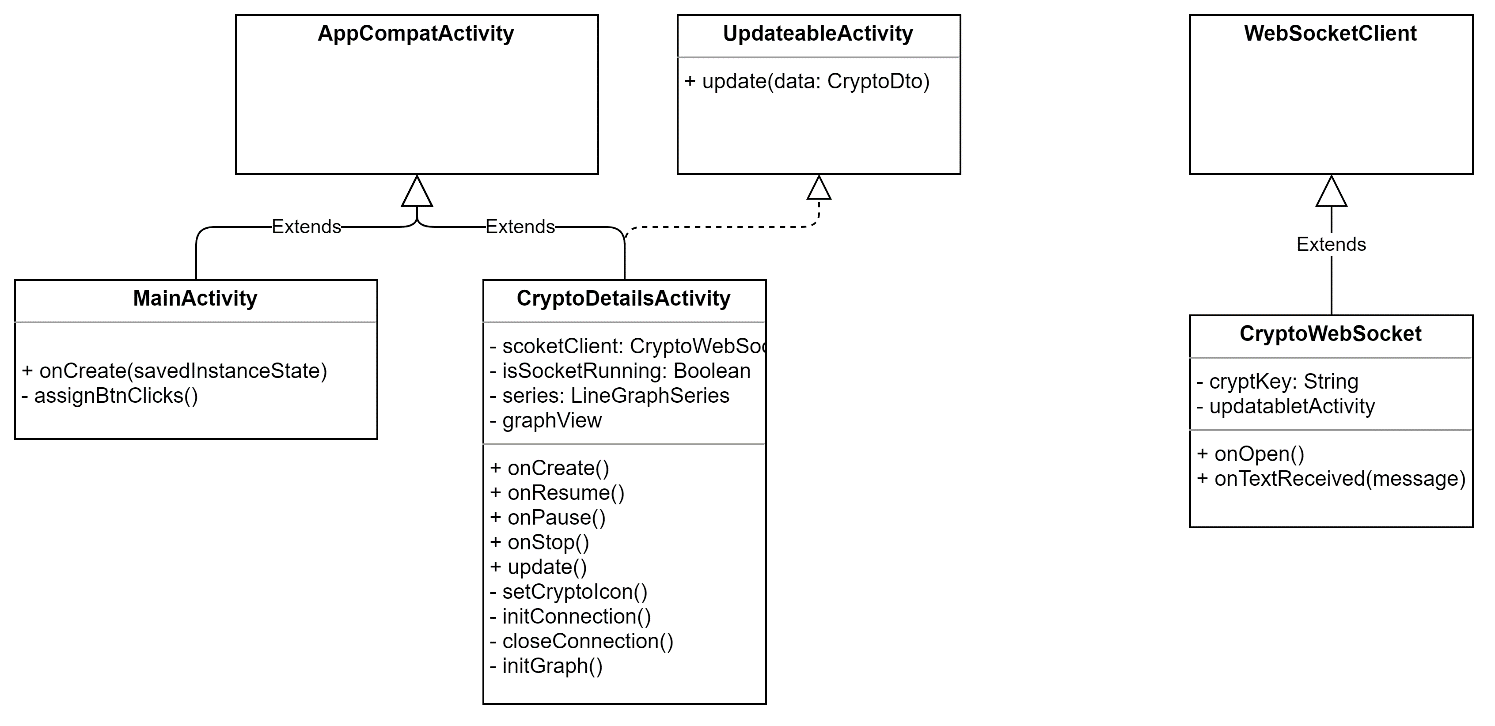 AppCompatActivity
UpdateableActivity
+ update(data: CryptoDto)
WebSocketClient
Extends
Extends
Extends
MainActivity
+ onCreate(savedInstanceState)
- assignBtnClicks()
CryptoDetailsActivity
- scoketClient: CryptoWebSoc
- isSocketRunning: Boolean
- series: LineGraphSeries
- graphView
+ onCreate()
+ onResume()
+ onPause()
+ onStop()
+ update()
- setCryptoIcon()
- initConnection()
- closeConnection()
- initGraph()
CryptoWebSocket
- cryptKey: String
- updatabletActivity
+ onOpen()
+ onTextReceived(message)